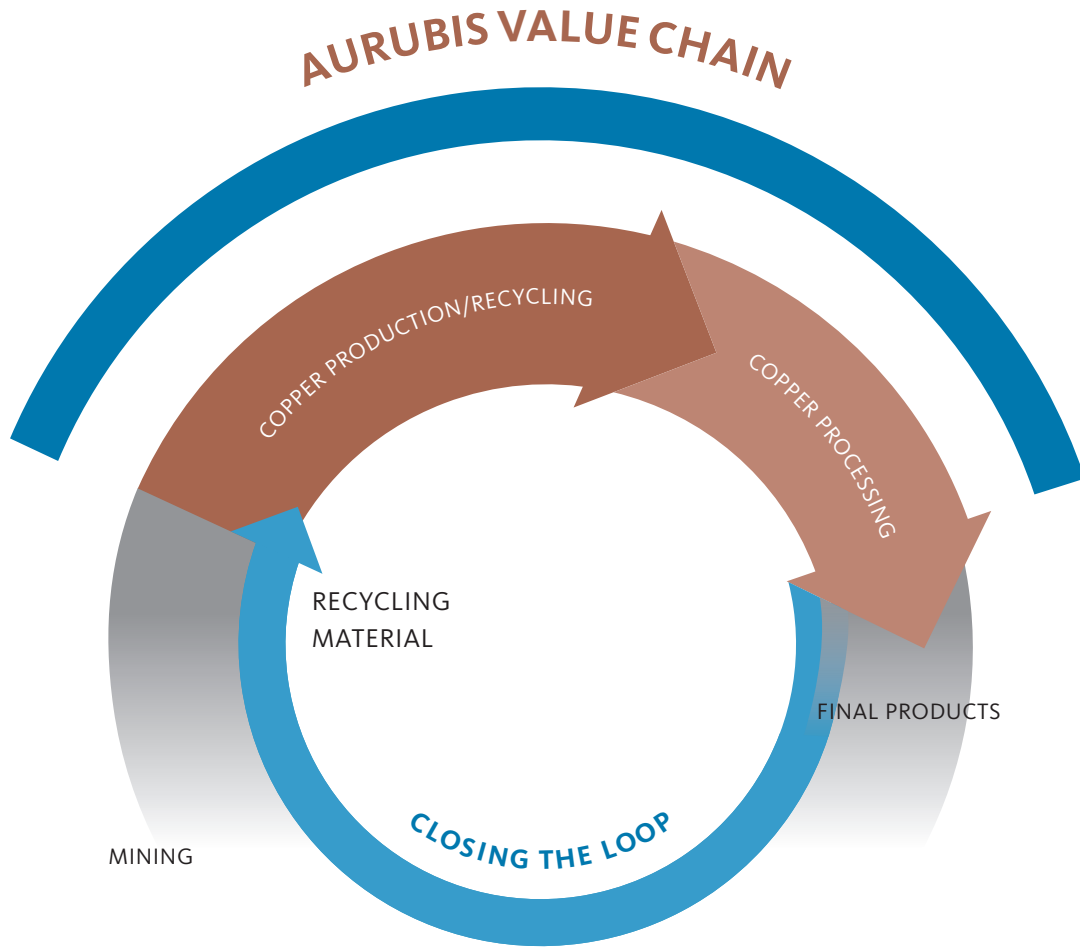 AURUBIS VALUE CHAIN
COPPER PRODUCTION/RECYCLING
COPPER PROCESSING
RECYCLING
MATERIAL
FINAL PRODUCTS
CLOSING THE LOOP
MINING